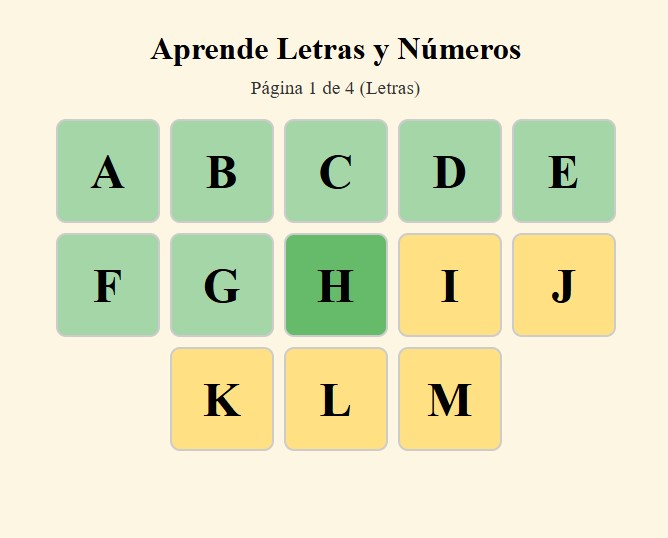 Aprende Letras y Números
Página 1 de 4 (Letras)
A B C D E
F G H I J
K L M